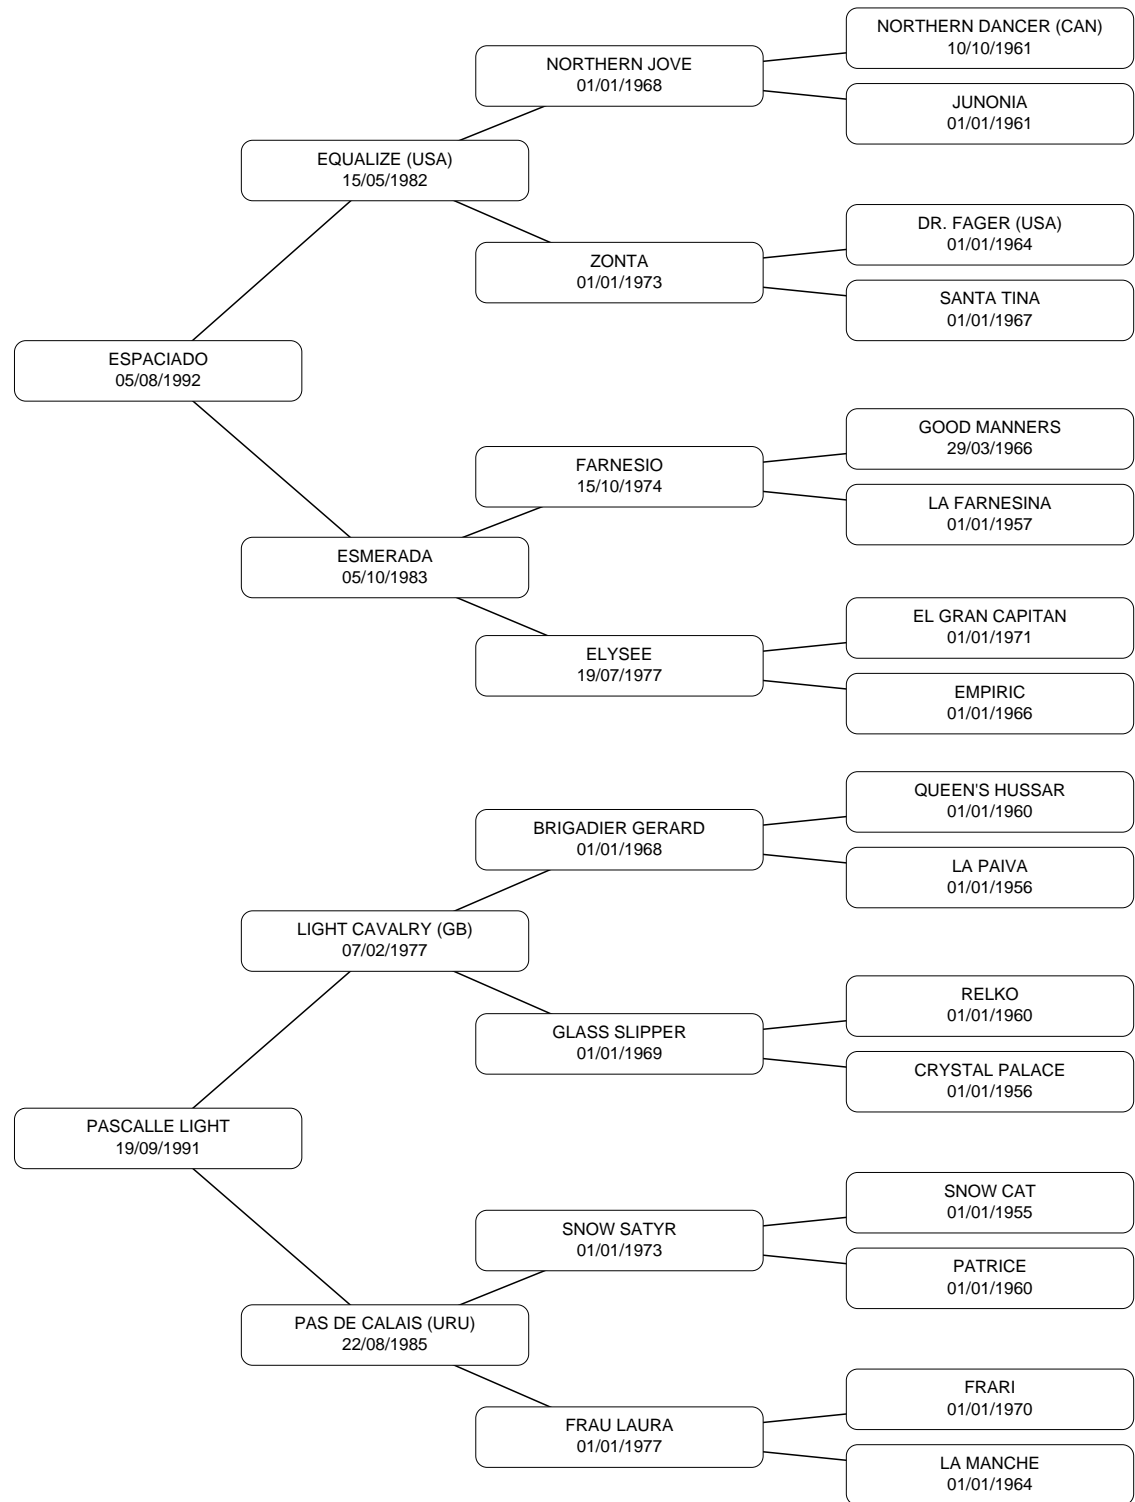 NORTHERN DANCER (CAN)
10/10/1961
NORTHERN JOVE
01/01/1968
JUNONIA
01/01/1961
EQUALIZE (USA)
15/05/1982
DR. FAGER (USA)
01/01/1964
ZONTA
01/01/1973
SANTA TINA
01/01/1967
ESPACIADO
05/08/1992
GOOD MANNERS
29/03/1966
FARNESIO
15/10/1974
LA FARNESINA
01/01/1957
ESMERADA
05/10/1983
EL GRAN CAPITAN
01/01/1971
ELYSEE
19/07/1977
EMPIRIC
01/01/1966
QUEEN'S HUSSAR
01/01/1960
BRIGADIER GERARD
01/01/1968
LA PAIVA
01/01/1956
LIGHT CAVALRY (GB)
07/02/1977
RELKO
01/01/1960
GLASS SLIPPER
01/01/1969
CRYSTAL PALACE
01/01/1956
PASCALLE LIGHT
19/09/1991
SNOW CAT
01/01/1955
SNOW SATYR
01/01/1973
PATRICE
01/01/1960
PAS DE CALAIS (URU)
22/08/1985
FRARI
01/01/1970
FRAU LAURA
01/01/1977
LA MANCHE
01/01/1964